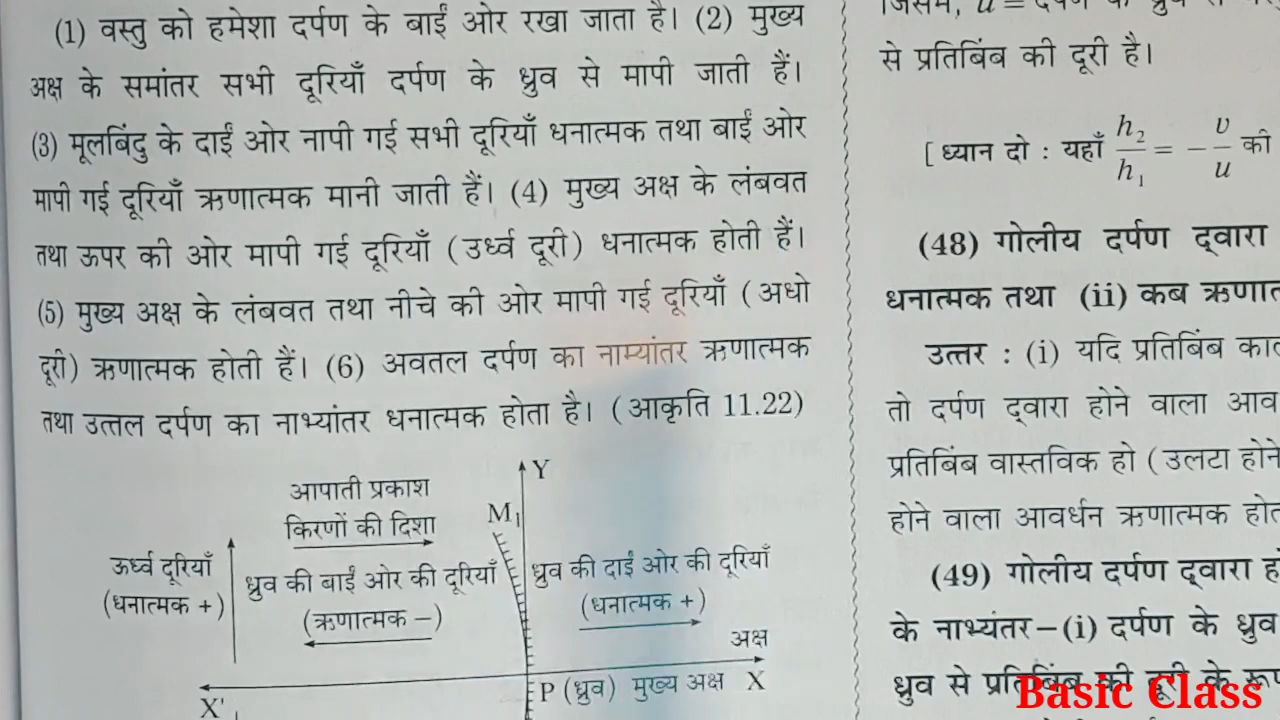 (1) वस्तु को हमेशा दर्पण के बाईं ओर रखा जाता है। (2) मुख्य
अक्ष के समांतर सभी दूरियाँ दर्पण के ध्रुव से मापी जाती हैं।
(3) मूलबिंदु के दाईं ओर नापी गई सभी दूरियाँ धनात्मक तथा बाईं ओर
मापी गई दूरियाँ ऋणात्मक मानी जाती हैं। (4) मुख्य अक्ष के लंबवत
तथा ऊपर की ओर मापी गई दूरियाँ (उर्ध्व दूरी) धनात्मक होती हैं।
(5) मुख्य अक्ष के लंबवत तथा नीचे की ओर मापी गई दूरियाँ (अधो
दूरी) ऋणात्मक होती हैं। (6) अवतल दर्पण का नाम्यांतर ऋणात्मक
तथा उत्तल दर्पण का नाभ्यांतर धनात्मक होता है। (आकृति 11.22)
Y
आपाती प्रकाश
किरणों की दिशा
M₁
ऊर्ध्व दूरियाँ
(धनात्मक +)
ध्रुव की बाईं ओर की दूरियाँ
(ऋणात्मक −)
ध्रुव की दाईं ओर की दूरियाँ
(धनात्मक +)
अक्ष
X'
P (ध्रुव) मुख्य अक्ष X
से प्रतिबिंब की दूरी है।
[ ध्यान दो : यहाँ h₂/h₁ = − υ/u की
(48) गोलीय दर्पण द्वारा
धनात्मक तथा (ii) कब
उत्तर : (i) यदि प्रतिबिंब
तो दर्पण द्वारा होने वाला
प्रतिबिंब वास्तविक हो (उलटा होने
होने वाला आवर्धन ऋणात्मक
(49) गोलीय दर्पण द्वारा
के नाभ्यंतर – (i) दर्पण के ध्रुव
ध्रुव से प्रतिबिंब की दूरी के
Basic Class